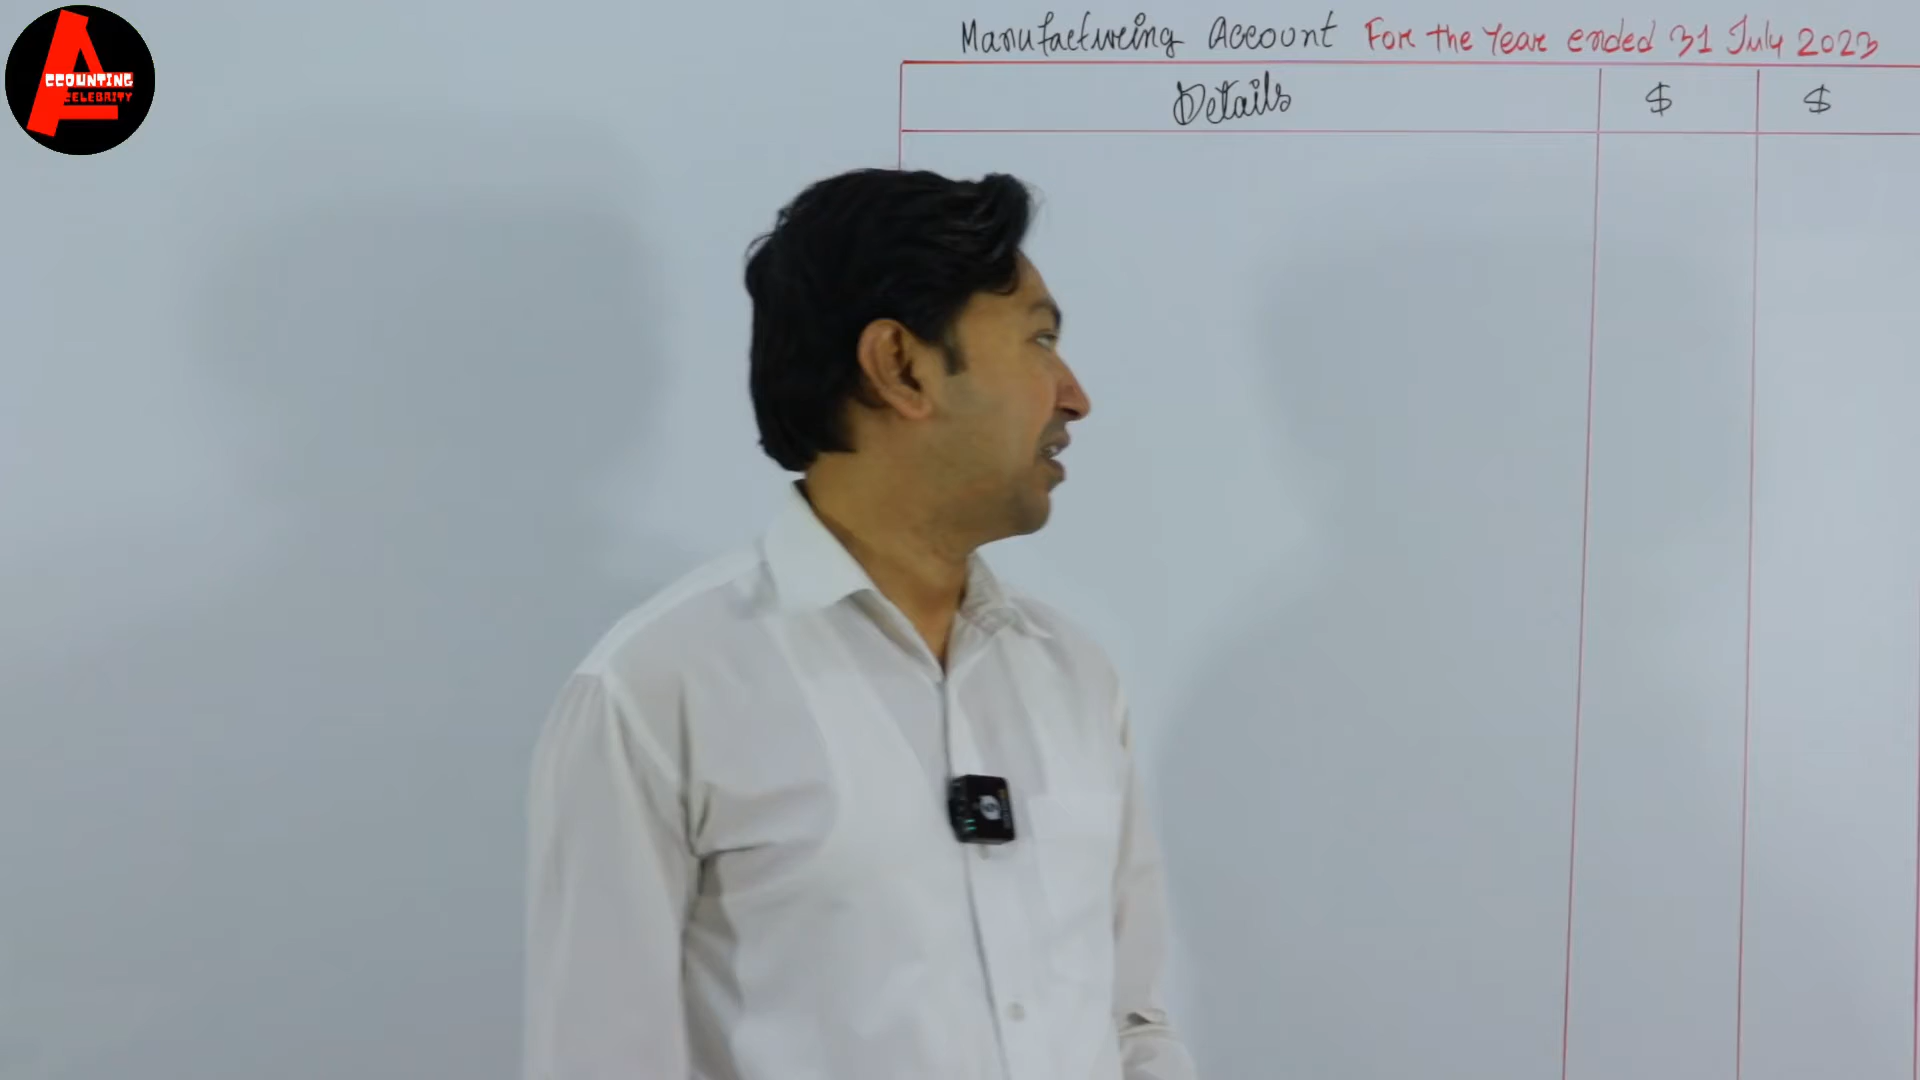 ACCOUNTING
CELEBRITY
Manufacturing Account For the Year ended 31 July 2023
Details $ $